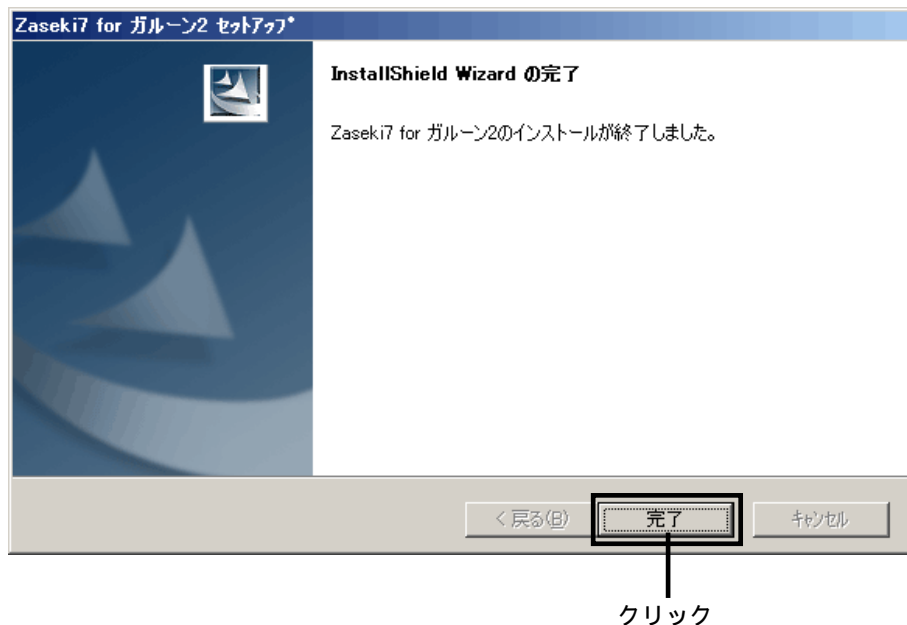 Zaseki7 for ガルーン2 ｾｯﾄｱｯﾌﾟ
InstallShield Wizard の完了
Zaseki7 for ガルーン2のインストールが終了しました。
< 戻る(B)
完了
ｷｬﾝｾﾙ
クリック